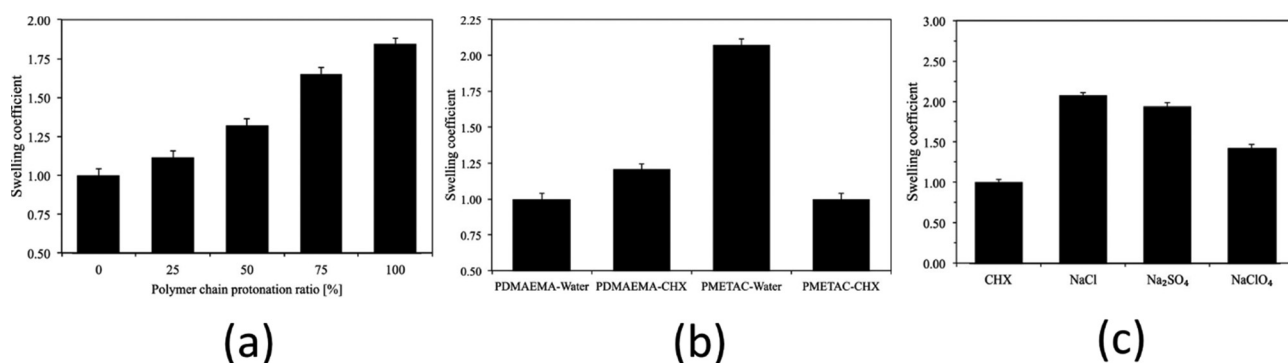 2.00
1.75
1.50
1.25
1.00
0.75
0.50
Swelling coefficient
0 25 50 75 100
Polymer chain protonation ratio [%]
(a)
2.25
2.00
1.75
1.50
1.25
1.00
0.75
0.50
Swelling coefficient
PDMAEMA-Water PDMAEMA-CHX PMETAC-Water PMETAC-CHX
(b)
3.00
2.50
2.00
1.50
1.00
0.50
0.00
Swelling coefficient
CHX NaCl Na₂SO₄ NaClO₄
(c)